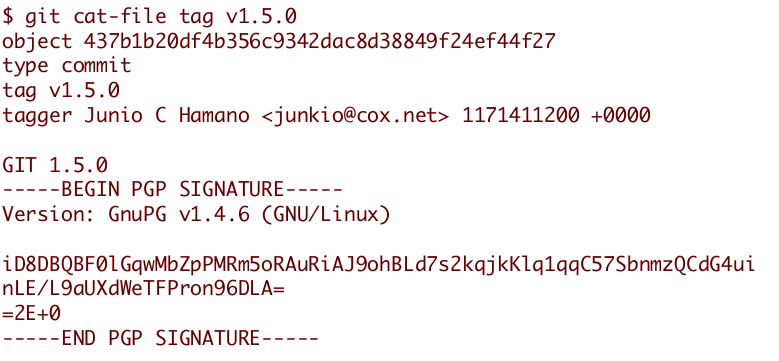 $ git cat-file tag v1.5.0
object 437b1b20df4b356c9342dac8d38849f24ef44f27
type commit
tag v1.5.0
tagger Junio C Hamano <junkio@cox.net> 1171411200 +0000

GIT 1.5.0
-----BEGIN PGP SIGNATURE-----
Version: GnuPG v1.4.6 (GNU/Linux)

iD8DBQBF0lGqwMbZpPMRm5oRAuRiAJ9ohBLd7s2kqjkKlq1qqC57SbnmzQCdG4ui
nLE/L9aUXdWeTFPron96DLA=
=2E+0
-----END PGP SIGNATURE-----